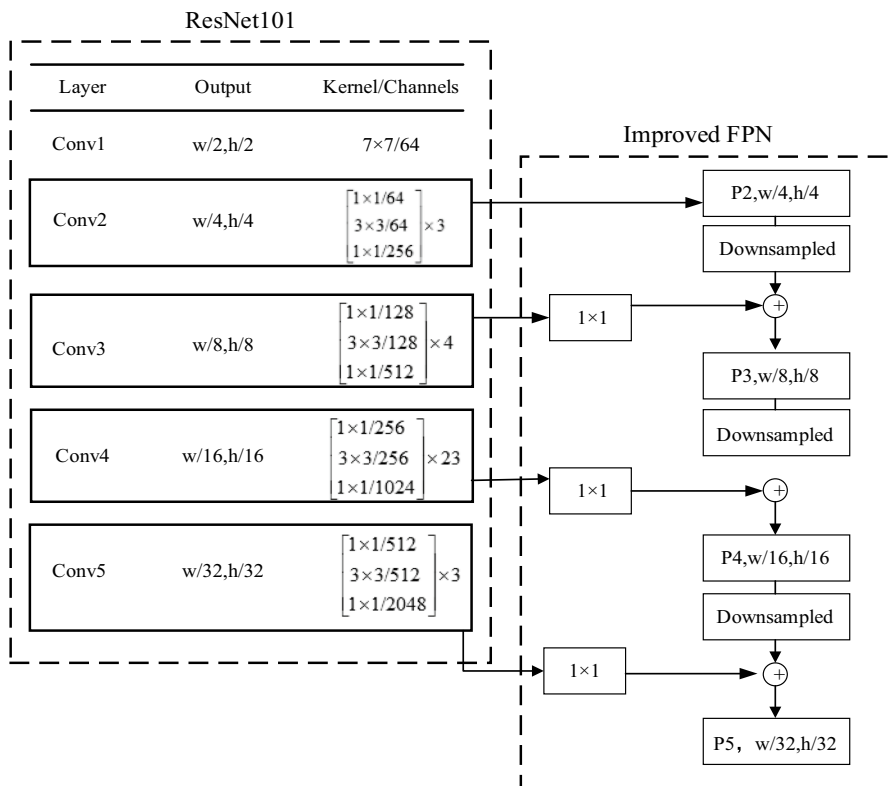 ResNet101
Layer Output Kernel/Channels
Conv1 w/2,h/2 7×7/64
Conv2 w/4,h/4
1×1/64
3×3/64 ×3
1×1/256
Conv3 w/8,h/8
1×1/128
3×3/128 ×4
1×1/512
Conv4 w/16,h/16
1×1/256
3×3/256 ×23
1×1/1024
Conv5 w/32,h/32
1×1/512
3×3/512 ×3
1×1/2048
Improved FPN
P2,w/4,h/4
Downsampled
1×1 +
P3,w/8,h/8
Downsampled
1×1 +
P4,w/16,h/16
Downsampled
1×1 +
P5，w/32,h/32